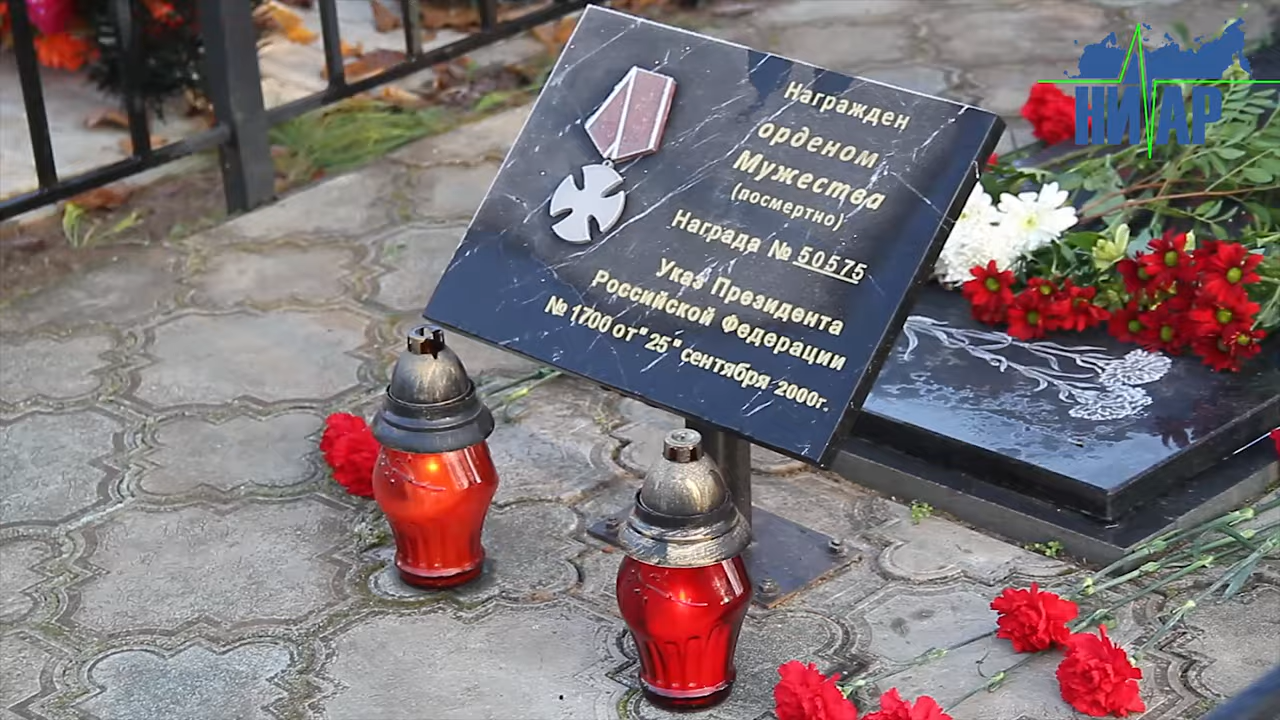 НИАР
Награжден
орденом
Мужества
(посмертно)
Награда № 50575
Указ Президента
Российской Федерации
№ 1700 от "25" сентября 2000г.